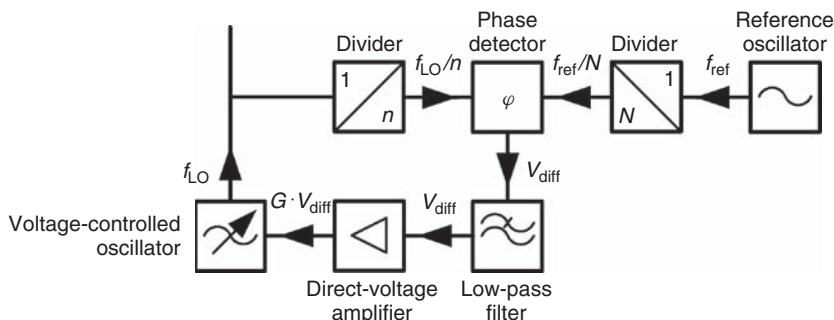 Divider
Phase
detector
Divider
Reference
oscillator
1
n
f_LO/n
φ
f_ref/N
1
N
f_ref
V_diff
f_LO
G · V_diff
V_diff
Voltage-controlled
oscillator
Direct-voltage
amplifier
Low-pass
filter